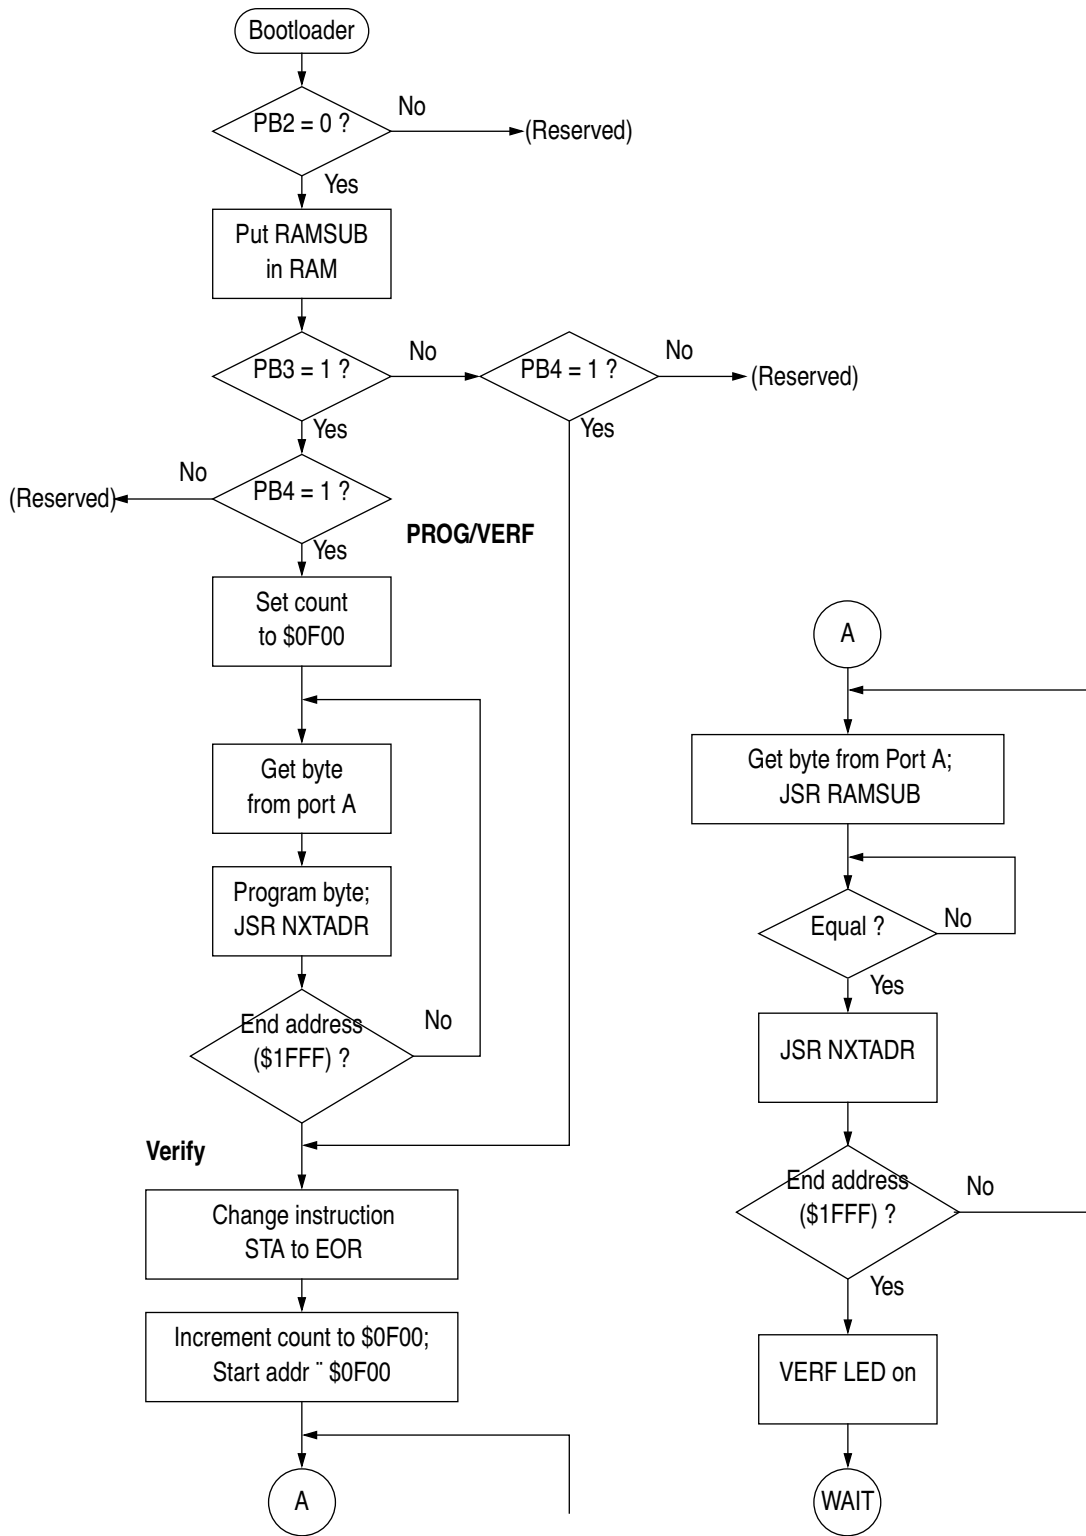 Bootloader
PB2 = 0 ?
No
(Reserved)
Yes
Put RAMSUB
in RAM
PB3 = 1 ?
No
PB4 = 1 ?
No
(Reserved)
Yes
Yes
(Reserved)
No
PB4 = 1 ?
PROG/VERF
Yes
Set count
to $0F00
Get byte
from port A
Program byte;
JSR NXTADR
End address
($1FFF) ?
No
Verify
Change instruction
STA to EOR
Increment count to $0F00;
Start addr ¨ $0F00
A
A
Get byte from Port A;
JSR RAMSUB
Equal ?
No
Yes
JSR NXTADR
End address
($1FFF) ?
No
Yes
VERF LED on
WAIT